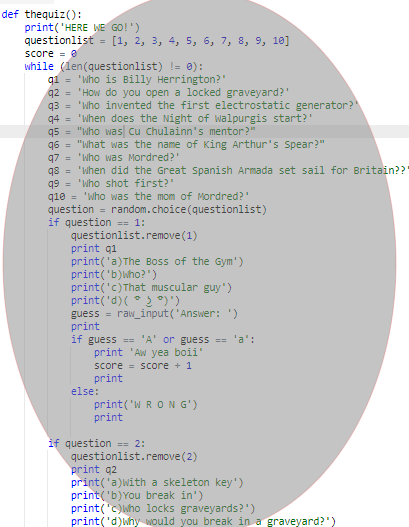 def thequiz():
    print('HERE WE GO!')
    questionlist = [1, 2, 3, 4, 5, 6, 7, 8, 9, 10]
    score = 0
    while (len(questionlist) != 0):
        q1 = 'Who is Billy Herrington?'
        q2 = 'How do you open a locked graveyard?'
        q3 = 'Who invented the first electrostatic generator?'
        q4 = 'When does the Night of Walpurgis start?'
        q5 = "Who was Cu Chulainn's mentor?"
        q6 = "What was the name of King Arthur's Spear?"
        q7 = 'Who was Mordred?'
        q8 = 'When did the Great Spanish Armada set sail for Britain??'
        q9 = 'Who shot first?'
        q10 = 'Who was the mom of Mordred?'
        question = random.choice(questionlist)
        if question == 1:
            questionlist.remove(1)
            print q1
            print('a)The Boss of the Gym')
            print('b)Who?')
            print('c)That muscular guy')
            print('d)( ͡° ͜ʖ ͡°)')
            guess = raw_input('Answer: ')
            print
            if guess == 'A' or guess == 'a':
                print 'Aw yea boii'
                score = score + 1
                print
            else:
                print('W R O N G')
                print
        if question == 2:
            questionlist.remove(2)
            print q2
            print('a)With a skeleton key')
            print('b)You break in')
            print('c)Who locks graveyards?')
            print('d)Why would you break in a graveyard?')